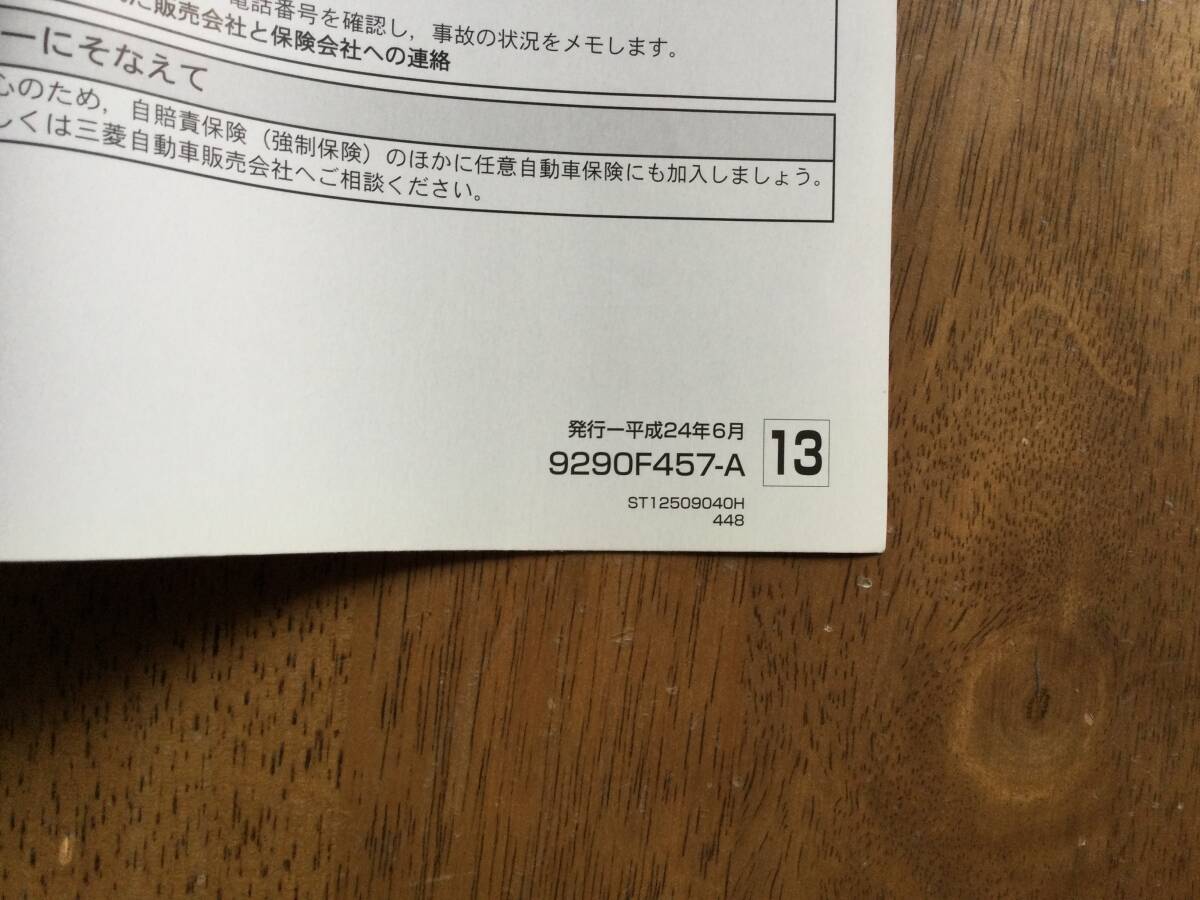 電話番号を確認し，事故の状況をメモします。
販売会社と保険会社への連絡
ーにそなえて
心のため，自賠責保険（強制保険）のほかに任意自動車保険にも加入しましょう。
しくは三菱自動車販売会社へご相談ください。
発行ー平成24年6月
9290F457-A
13
ST12509040H
448